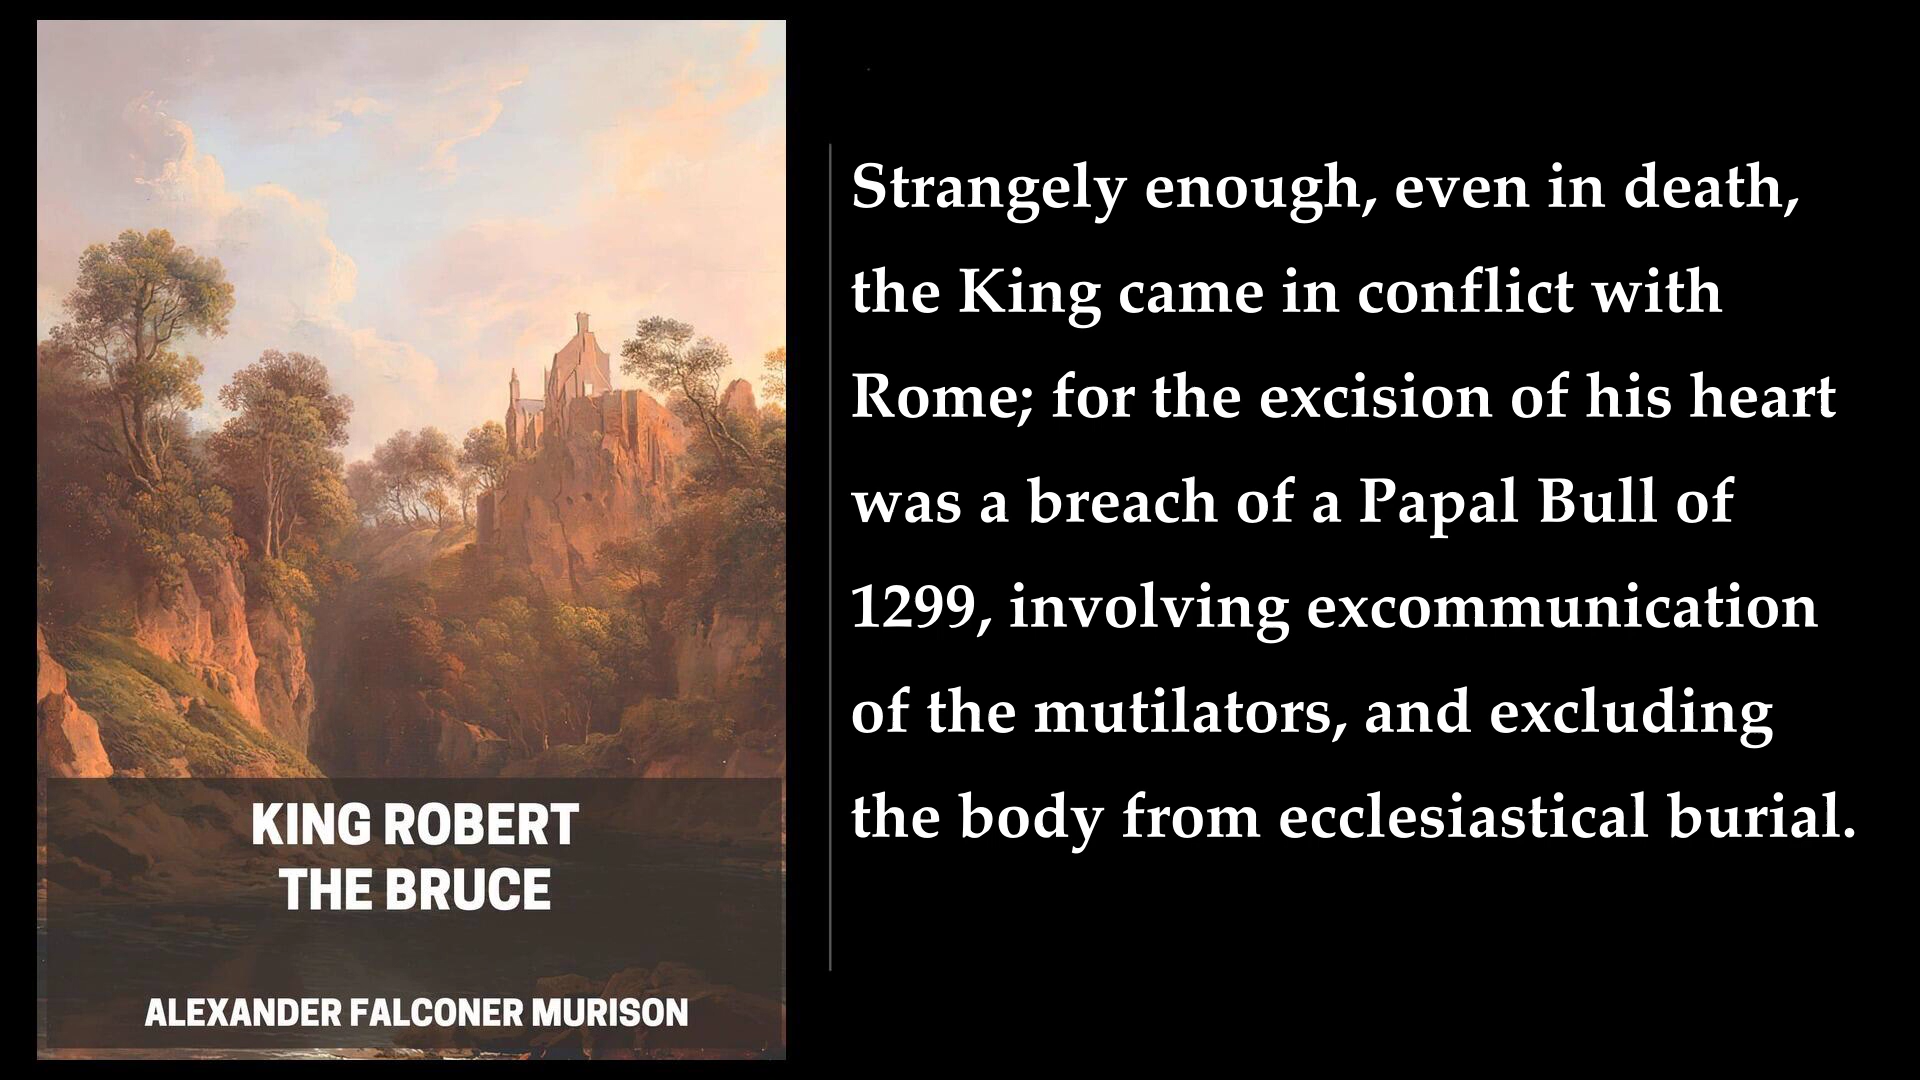 KING ROBERT
THE BRUCE
ALEXANDER FALCONER MURISON
Strangely enough, even in death,
the King came in conflict with
Rome; for the excision of his heart
was a breach of a Papal Bull of
1299, involving excommunication
of the mutilators, and excluding
the body from ecclesiastical burial.